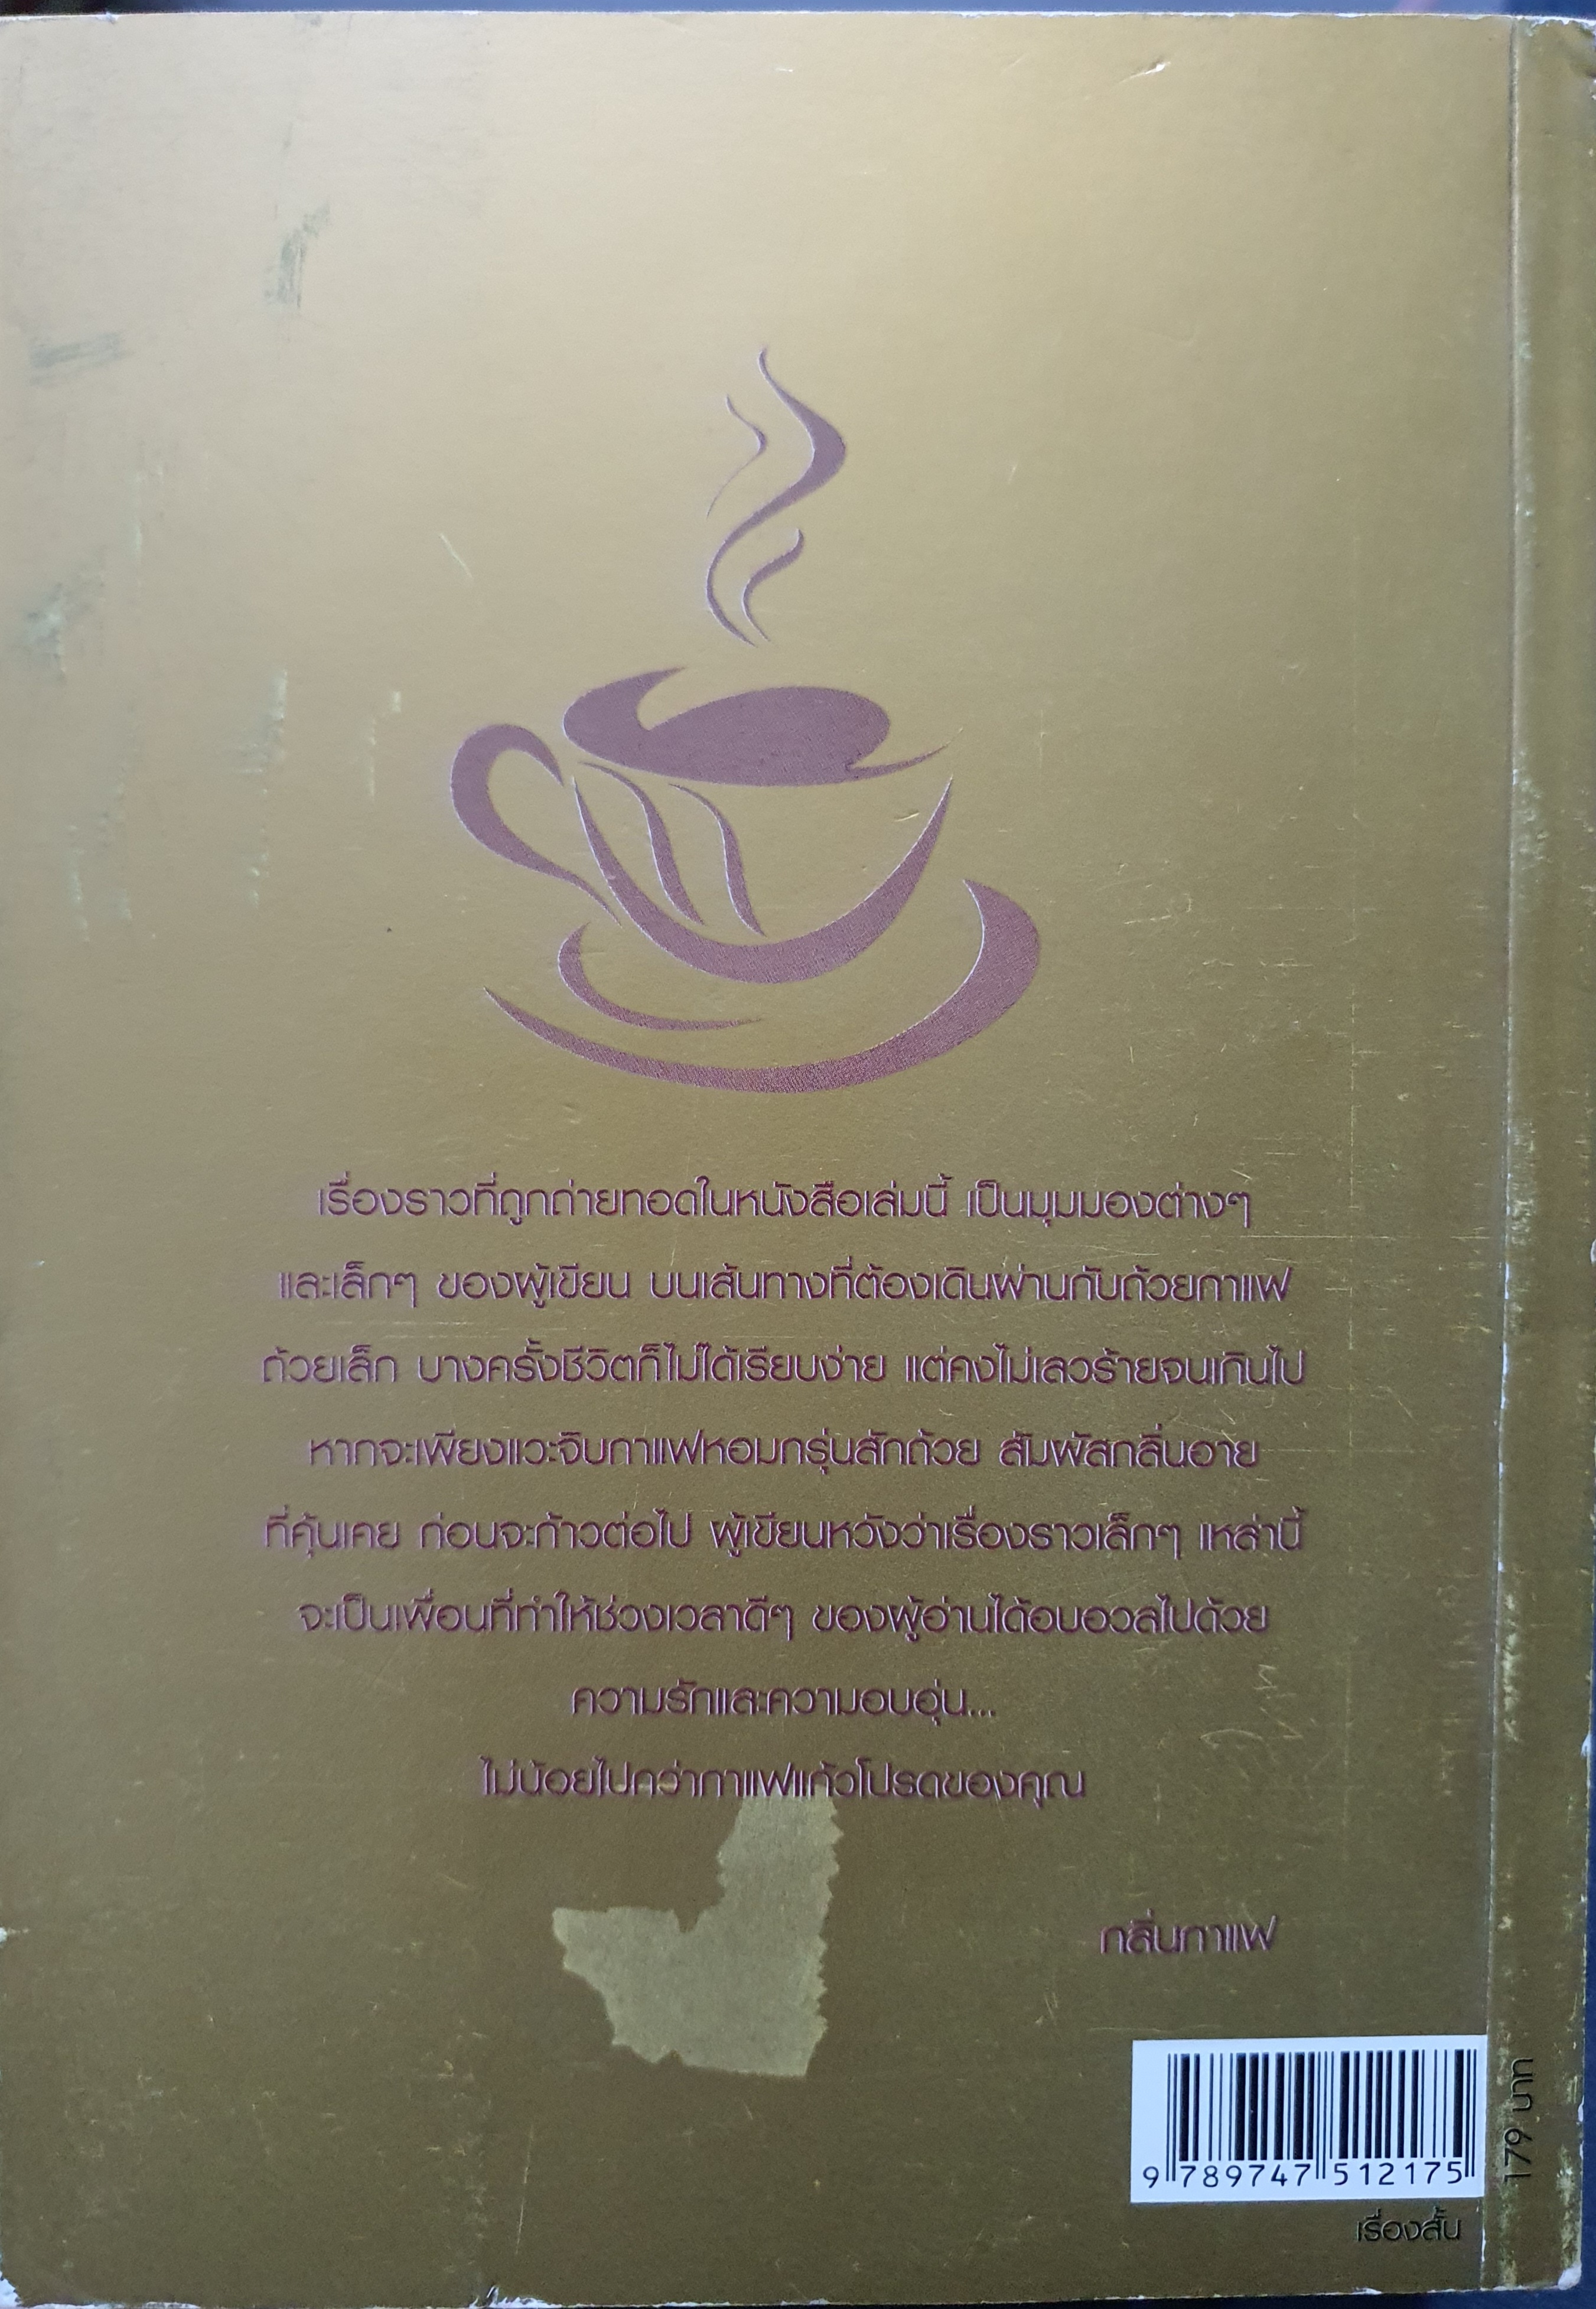 เรื่องราวที่ถูกถ่ายทอดในหนังสือเล่มนี้ เป็นมุมมองต่างๆ
และเล็กๆ ของผู้เขียน บนเส้นทางที่ต้องเดินผ่านกับถ้วยกาแฟ
ถ้วยเล็ก บางครั้งชีวิตก็ไม่ได้เรียบง่าย แต่คงไม่เลวร้ายจนเกินไป
หากจะเพียงแวะจิบกาแฟหอมกรุ่นสักถ้วย สัมผัสกลิ่นอาย
ที่คุ้นเคย ก่อนจะก้าวต่อไป ผู้เขียนหวังว่าเรื่องราวเล็กๆ เหล่านี้
จะเป็นเพื่อนที่ทำให้ช่วงเวลาดีๆ ของผู้อ่านได้อบอวลไปด้วย
ความรักและความอบอุ่น...
ไม่น้อยไปกว่ากาแฟแก้วโปรดของคุณ
กลิ่นกาแฟ
9 789747 512175
เรื่องสั้น
179 บาท